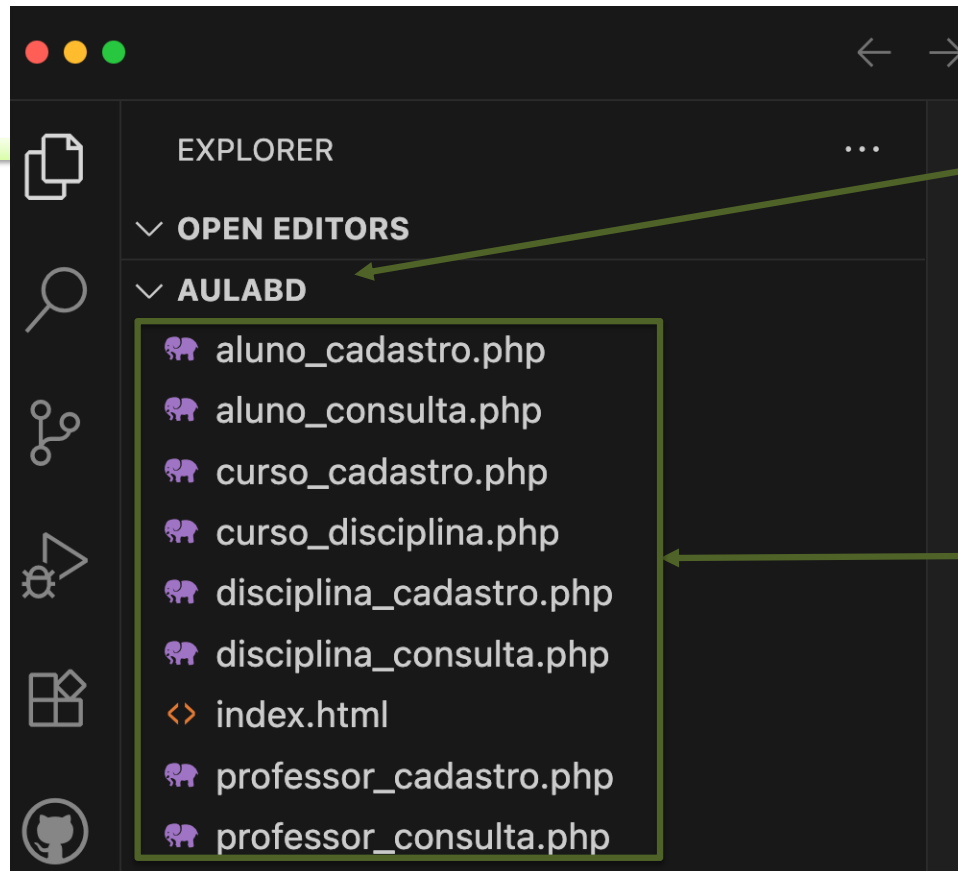 EXPLORER
OPEN EDITORS
AULABD
aluno_cadastro.php
aluno_consulta.php
curso_cadastro.php
curso_disciplina.php
disciplina_cadastro.php
disciplina_consulta.php
index.html
professor_cadastro.php
professor_consulta.php